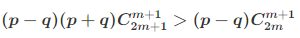 (p − q)(p + q)C_{2m+1}^{m+1} > (p − q)C_{2m}^{m+1}